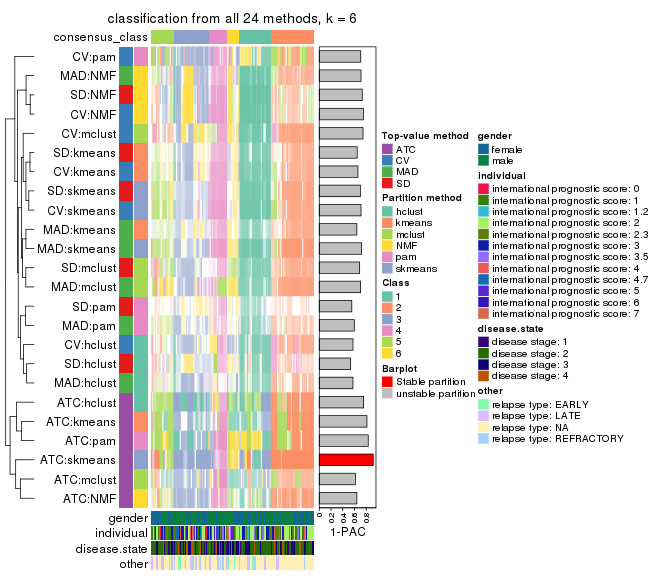 classification from all 24 methods, k = 6
consensus_class
CV:pam
MAD:NMF
SD:NMF
CV:NMF
CV:mclust
SD:kmeans
CV:kmeans
SD:skmeans
CV:skmeans
MAD:kmeans
MAD:skmeans
SD:mclust
MAD:mclust
SD:pam
MAD:pam
CV:hclust
SD:hclust
MAD:hclust
ATC:hclust
ATC:kmeans
ATC:pam
ATC:skmeans
ATC:mclust
ATC:NMF
gender
individual
disease.state
other
0
0.2
0.4
0.6
0.8
1-PAC
Top-value method
ATC
CV
MAD
SD
Partition method
hclust
kmeans
mclust
NMF
pam
skmeans
Class
1
2
3
4
5
6
Barplot
Stable partition
unstable partition
gender
female
male
individual
international prognostic score: 0
international prognostic score: 1
international prognostic score: 1.2
international prognostic score: 2
international prognostic score: 2.3
international prognostic score: 3
international prognostic score: 3.5
international prognostic score: 4
international prognostic score: 4.7
international prognostic score: 5
international prognostic score: 6
international prognostic score: 7
disease.state
disease stage: 1
disease stage: 2
disease stage: 3
disease stage: 4
other
relapse type: EARLY
relapse type: LATE
relapse type: NA
relapse type: REFRACTORY